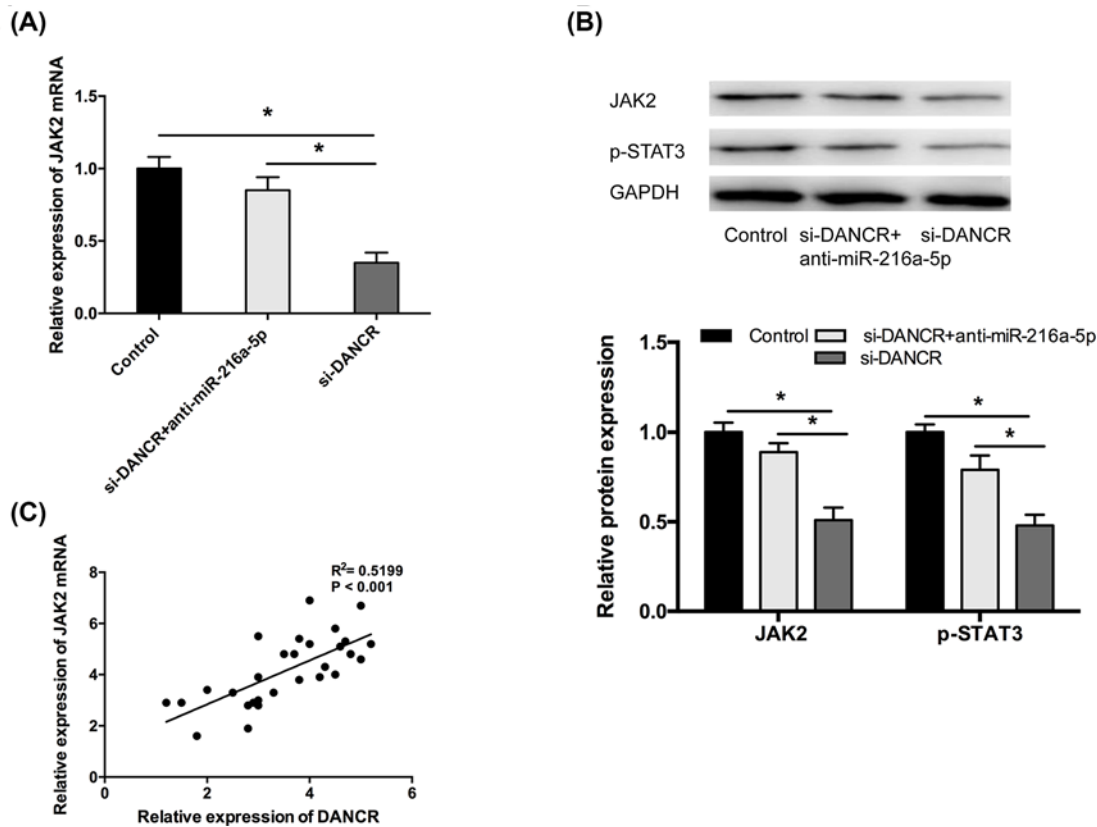 (A)
Relative expression of JAK2 mRNA
1.5
1.0
0.5
0.0
*
*
Control
si-DANCR+anti-miR-216a-5p
si-DANCR
(B)
JAK2
p-STAT3
GAPDH
Control si-DANCR+ si-DANCR
anti-miR-216a-5p
Relative protein expression
1.5
1.0
0.5
0.0
Control si-DANCR+anti-miR-216a-5p
si-DANCR
*
*
*
*
JAK2 p-STAT3
(C)
Relative expression of JAK2 mRNA
8
6
4
2
0
R²= 0.5199
P < 0.001
0 2 4 6
Relative expression of DANCR